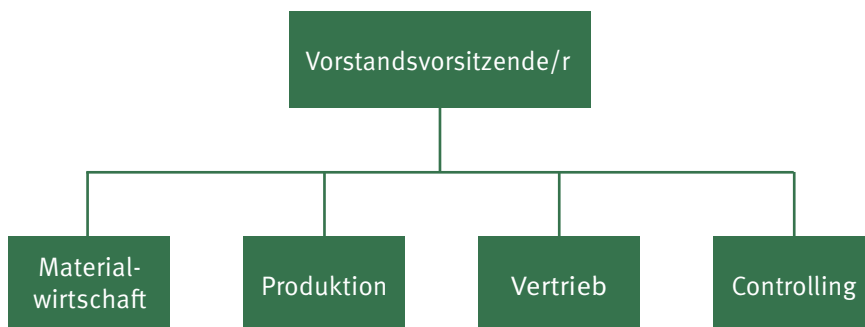 Vorstandsvorsitzende/r
Material-
wirtschaft
Produktion
Vertrieb
Controlling